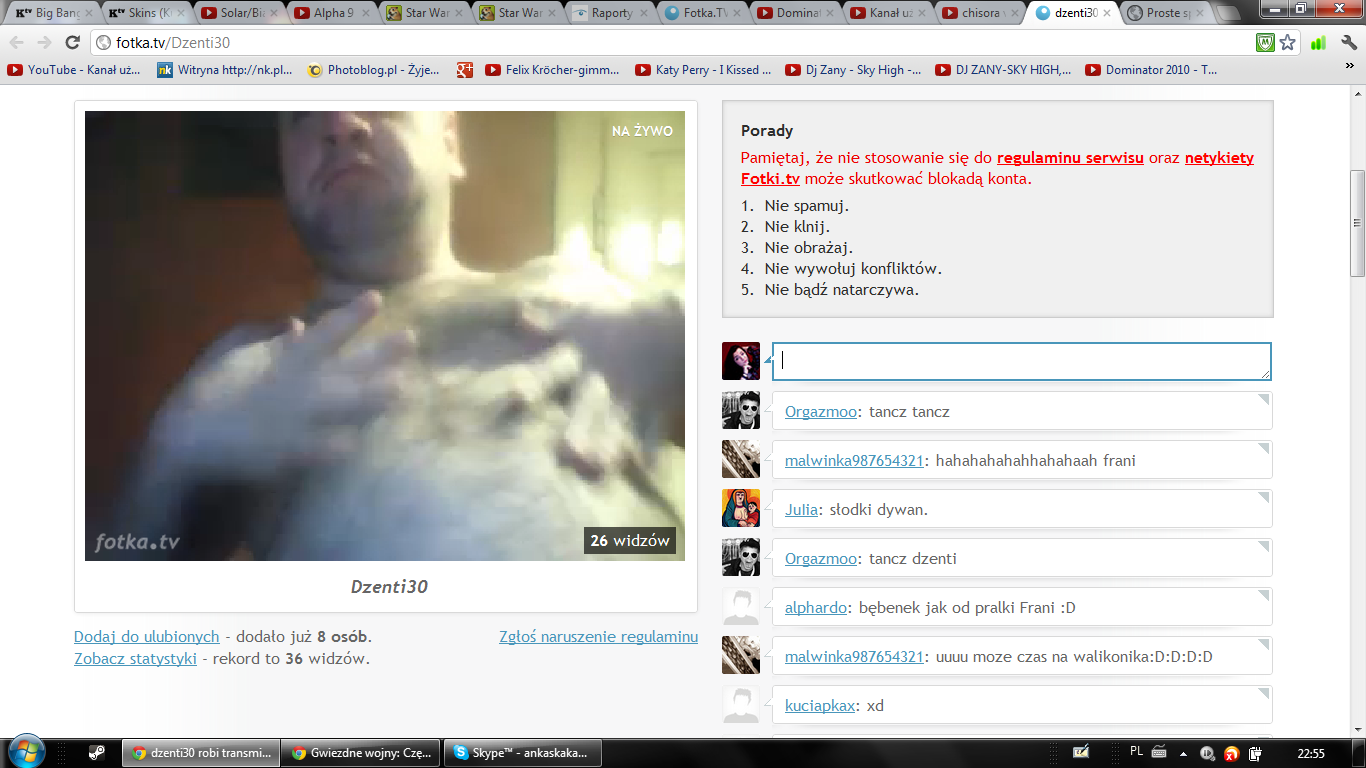 Big Bang
Skins (K
Solar/Bia
Alpha 9
Star War
Star War
Raporty
Fotka.TV
Dominat
Kanał uż
chisora v
dzenti30
Proste sp
fotka.tv/Dzenti30
YouTube - Kanał uż...
Witryna http://nk.pl...
Photoblog.pl - Żyje...
Felix Kröcher-gimm...
Katy Perry - I Kissed ...
Dj Zany - Sky High -...
DJ ZANY-SKY HIGH,...
Dominator 2010 - T...
NA ŻYWO
fotka.tv
26 widzów
Dzenti30
Dodaj do ulubionych - dodało już 8 osób.
Zgłoś naruszenie regulaminu
Zobacz statystyki - rekord to 36 widzów.
Porady
Pamiętaj, że nie stosowanie się do regulaminu serwisu oraz netykiety
Fotki.tv może skutkować blokadą konta.
1. Nie spamuj.
2. Nie klnij.
3. Nie obrażaj.
4. Nie wywołuj konfliktów.
5. Nie bądź natarczywa.
Orgazmoo: tancz tancz
malwinka987654321: hahahahahahhahahaah frani
Julia: słodki dywan.
Orgazmoo: tancz dzenti
alphardo: bębenek jak od pralki Frani :D
malwinka987654321: uuuu moze czas na walikonika:D:D:D:D
kuciapkax: xd
dzenti30 robi transmi...
Gwiezdne wojny: Czę...
Skype™ - ankaskaka...
PL
22:55